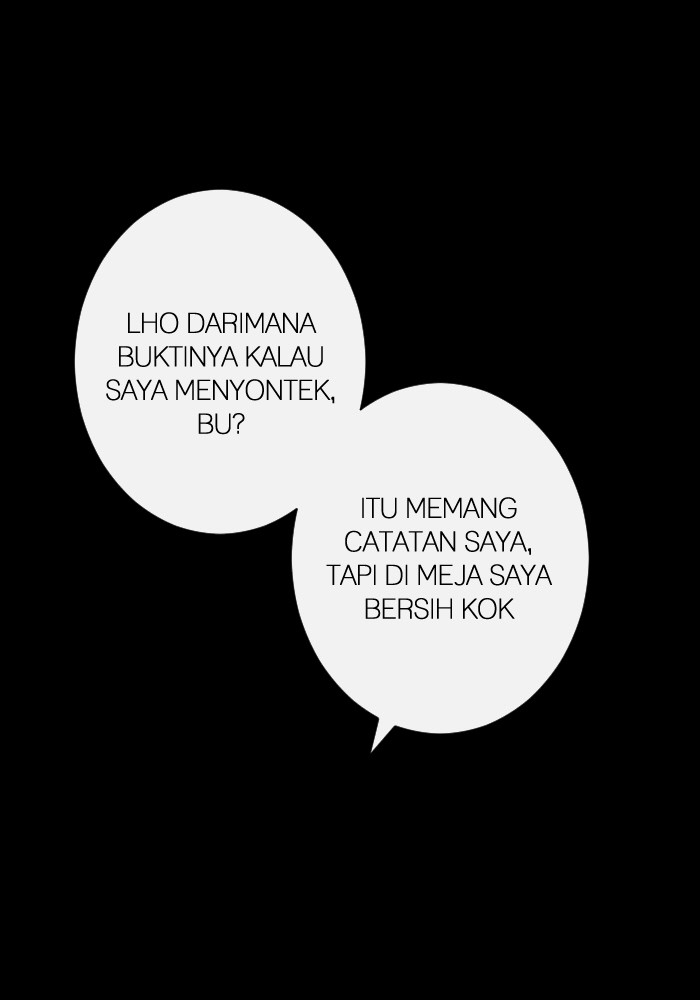 LHO DARIMANA
BUKTINYA KALAU
SAYA MENYONTEK,
BU?
ITU MEMANG
CATATAN SAYA,
TAPI DI MEJA SAYA
BERSIH KOK